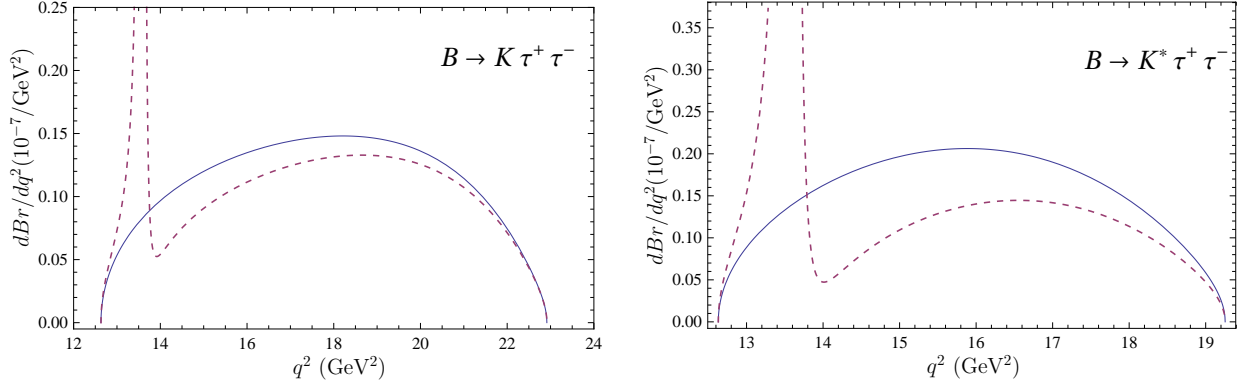 B → K τ⁺ τ⁻
dBr/dq²(10⁻⁷/GeV²)
0.25
0.20
0.15
0.10
0.05
0.00
12 14 16 18 20 22 24
q² (GeV²)
B → K* τ⁺ τ⁻
dBr/dq²(10⁻⁷/GeV²)
0.35
0.30
0.25
0.20
0.15
0.10
0.05
0.00
13 14 15 16 17 18 19
q² (GeV²)